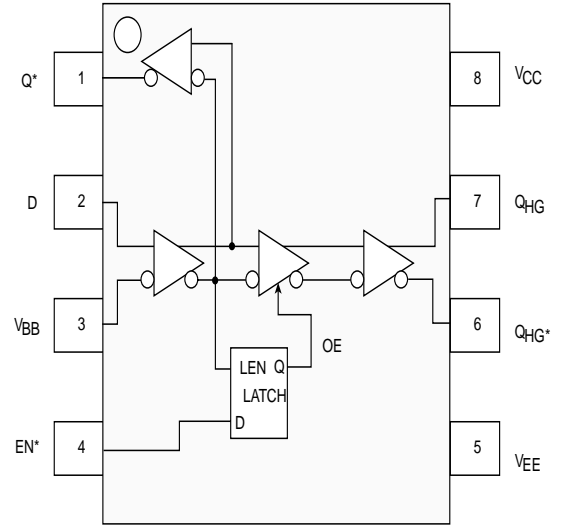 Q* 1 8 VCC
D 2 7 QHG
VBB 3 6 QHG*
OE
LEN Q
LATCH
D
EN* 4 5 VEE